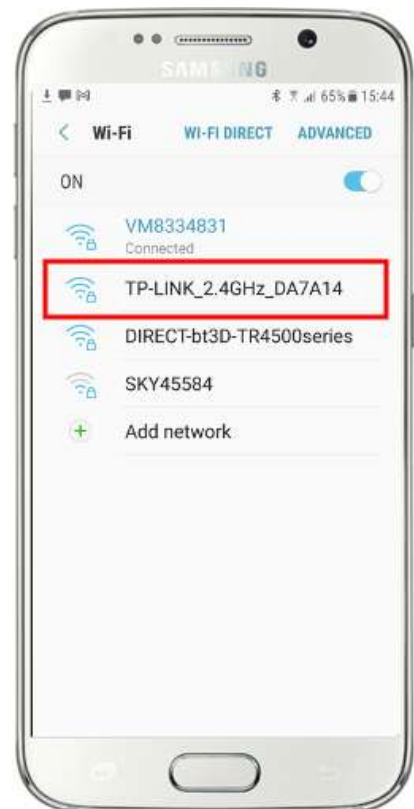 SAMSUNG
65% 15:44
< Wi-Fi WI-FI DIRECT ADVANCED
ON
VM8334831
Connected
TP-LINK_2.4GHz_DA7A14
DIRECT-bt3D-TR4500series
SKY45584
+ Add network